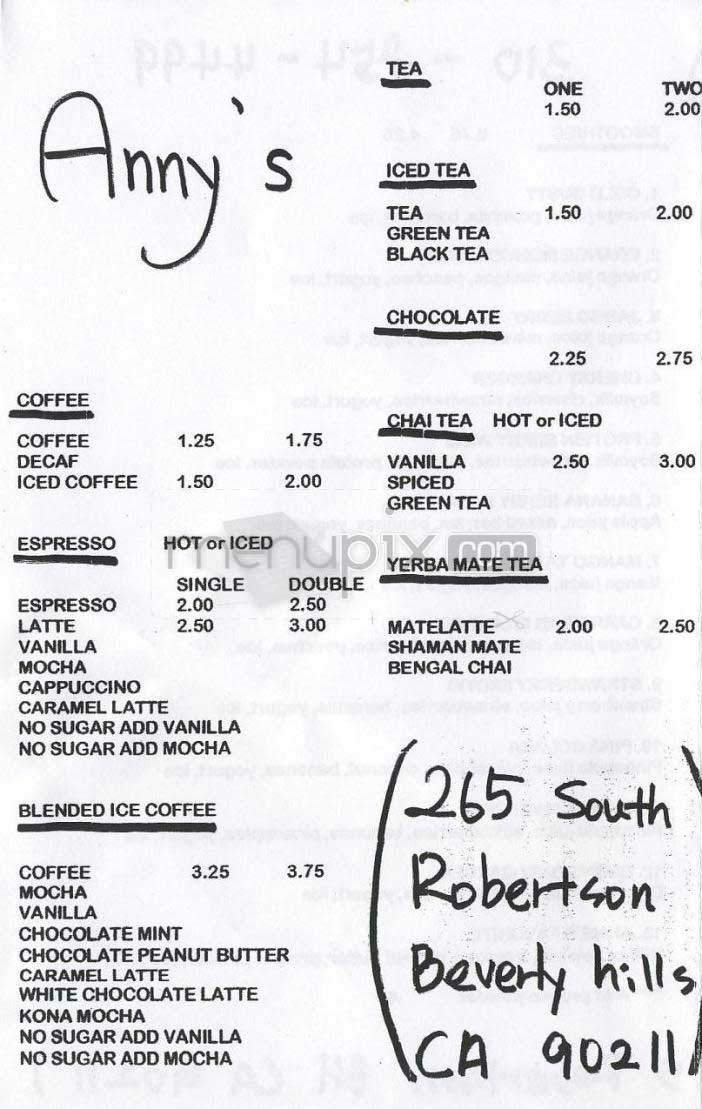 Anny's
TEA
ONE TWO
1.50 2.00
ICED TEA
TEA 1.50 2.00
GREEN TEA
BLACK TEA
CHOCOLATE
2.25 2.75
CHAI TEA HOT or ICED
VANILLA 2.50 3.00
SPICED
GREEN TEA
YERBA MATE TEA
MATELATTE 2.00 2.50
SHAMAN MATE
BENGAL CHAI
COFFEE
COFFEE 1.25 1.75
DECAF
ICED COFFEE 1.50 2.00
ESPRESSO HOT or ICED
SINGLE DOUBLE
ESPRESSO 2.00 2.50
LATTE 2.50 3.00
VANILLA
MOCHA
CAPPUCCINO
CARAMEL LATTE
NO SUGAR ADD VANILLA
NO SUGAR ADD MOCHA
BLENDED ICE COFFEE
COFFEE 3.25 3.75
MOCHA
VANILLA
CHOCOLATE MINT
CHOCOLATE PEANUT BUTTER
CARAMEL LATTE
WHITE CHOCOLATE LATTE
KONA MOCHA
NO SUGAR ADD VANILLA
NO SUGAR ADD MOCHA
(265 South
Robertson
Beverly hills
CA 90211)
menupix.com